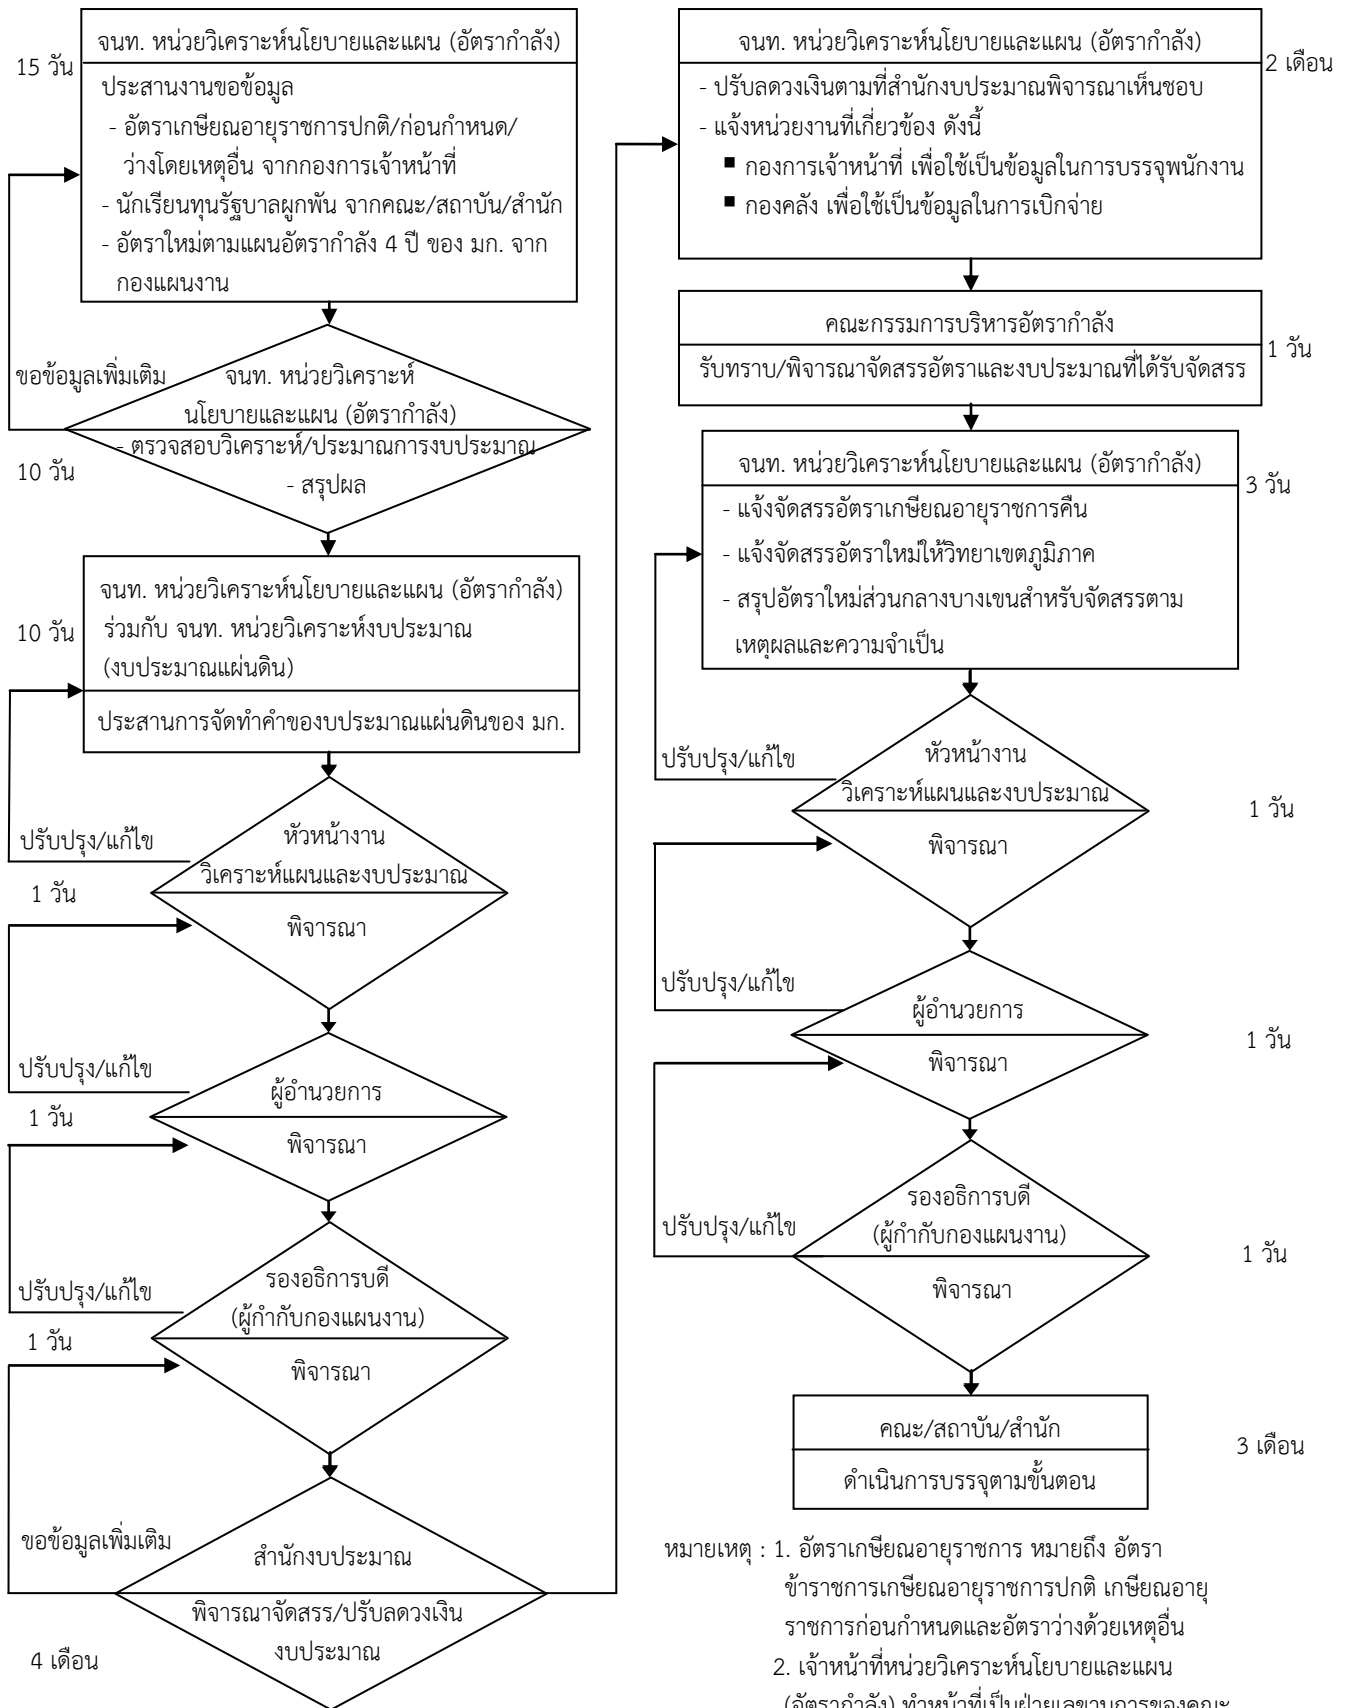 จนท. หน่วยวิเคราะห์นโยบายและแผน (อัตรากำลัง)
15 วัน
ประสานงานขอข้อมูล
- อัตราเกษียณอายุราชการปกติ/ก่อนกำหนด/
ว่างโดยเหตุอื่น จากกองการเจ้าหน้าที่
- นักเรียนทุนรัฐบาลผูกพัน จากคณะ/สถาบัน/สำนัก
- อัตราใหม่ตามแผนอัตรากำลัง 4 ปี ของ มก. จาก
กองแผนงาน
ขอข้อมูลเพิ่มเติม
จนท. หน่วยวิเคราะห์
นโยบายและแผน (อัตรากำลัง)
- ตรวจสอบวิเคราะห์/ประมาณการงบประมาณ
- สรุปผล
10 วัน
จนท. หน่วยวิเคราะห์นโยบายและแผน (อัตรากำลัง)
ร่วมกับ จนท. หน่วยวิเคราะห์งบประมาณ
(งบประมาณแผ่นดิน)
10 วัน
ประสานการจัดทำคำของบประมาณแผ่นดินของ มก.
ปรับปรุง/แก้ไข
หัวหน้างาน
วิเคราะห์แผนและงบประมาณ
พิจารณา
1 วัน
ปรับปรุง/แก้ไข
ผู้อำนวยการ
พิจารณา
1 วัน
ปรับปรุง/แก้ไข
รองอธิการบดี
(ผู้กำกับกองแผนงาน)
พิจารณา
1 วัน
ขอข้อมูลเพิ่มเติม
สำนักงบประมาณ
พิจารณาจัดสรร/ปรับลดวงเงิน
งบประมาณ
4 เดือน
จนท. หน่วยวิเคราะห์นโยบายและแผน (อัตรากำลัง)
2 เดือน
- ปรับลดวงเงินตามที่สำนักงบประมาณพิจารณาเห็นชอบ
- แจ้งหน่วยงานที่เกี่ยวข้อง ดังนี้
▪ กองการเจ้าหน้าที่ เพื่อใช้เป็นข้อมูลในการบรรจุพนักงาน
▪ กองคลัง เพื่อใช้เป็นข้อมูลในการเบิกจ่าย
คณะกรรมการบริหารอัตรากำลัง
1 วัน
รับทราบ/พิจารณาจัดสรรอัตราและงบประมาณที่ได้รับจัดสรร
จนท. หน่วยวิเคราะห์นโยบายและแผน (อัตรากำลัง)
3 วัน
- แจ้งจัดสรรอัตราเกษียณอายุราชการคืน
- แจ้งจัดสรรอัตราใหม่ให้วิทยาเขตภูมิภาค
- สรุปอัตราใหม่ส่วนกลางบางเขนสำหรับจัดสรรตาม
เหตุผลและความจำเป็น
ปรับปรุง/แก้ไข
หัวหน้างาน
วิเคราะห์แผนและงบประมาณ
พิจารณา
1 วัน
ปรับปรุง/แก้ไข
ผู้อำนวยการ
พิจารณา
1 วัน
ปรับปรุง/แก้ไข
รองอธิการบดี
(ผู้กำกับกองแผนงาน)
พิจารณา
1 วัน
คณะ/สถาบัน/สำนัก
ดำเนินการบรรจุตามขั้นตอน
3 เดือน
หมายเหตุ : 1. อัตราเกษียณอายุราชการ หมายถึง อัตรา
ข้าราชการเกษียณอายุราชการปกติ เกษียณอายุ
ราชการก่อนกำหนดและอัตราว่างด้วยเหตุอื่น
2. เจ้าหน้าที่หน่วยวิเคราะห์นโยบายและแผน
(อัตรากำลัง) ทำหน้าที่เป็นฝ่ายเลขานุการของคณะ